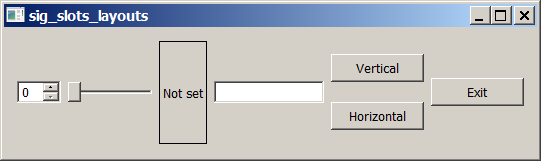 sig_slots_layouts
0
Not set
Vertical
Horizontal
Exit